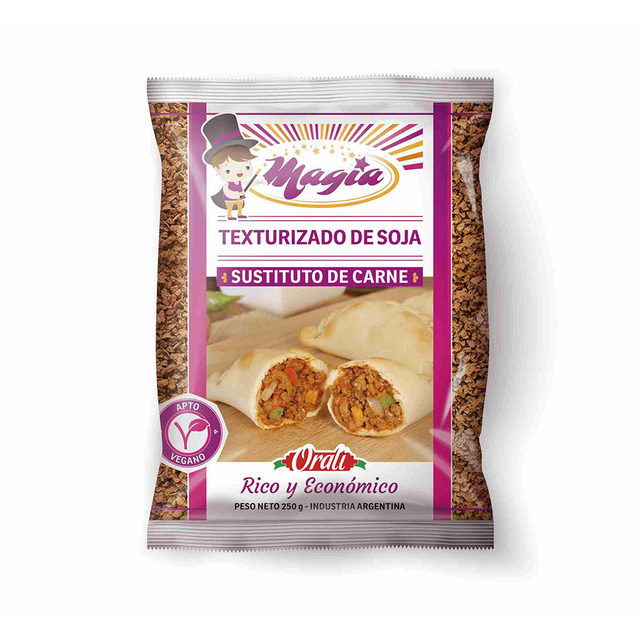 Magia
TEXTURIZADO DE SOJA
SUSTITUTO DE CARNE
APTO
VEGANO
Orali
Rico y Económico
PESO NETO 250 g - INDUSTRIA ARGENTINA